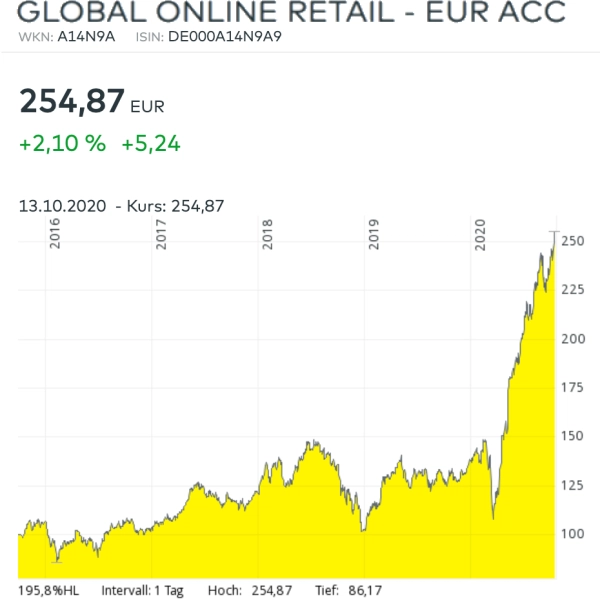 GLOBAL ONLINE RETAIL - EUR ACC
WKN: A14N9A ISIN: DE000A14N9A9
254,87 EUR
+2,10 % +5,24
13.10.2020 - Kurs: 254,87
2016 2017 2018 2019 2020
250
225
200
175
150
125
100
195,8%HL Intervall: 1 Tag Hoch: 254,87 Tief: 86,17